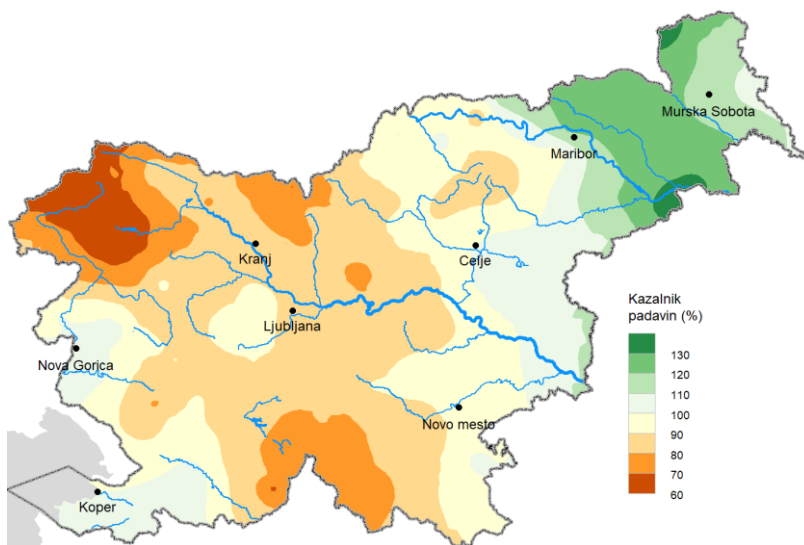 Murska Sobota
Maribor
Kranj
Celje
Ljubljana
Nova Gorica
Novo mesto
Koper
Kazalnik
padavin (%)
130
120
110
100
90
80
70
60